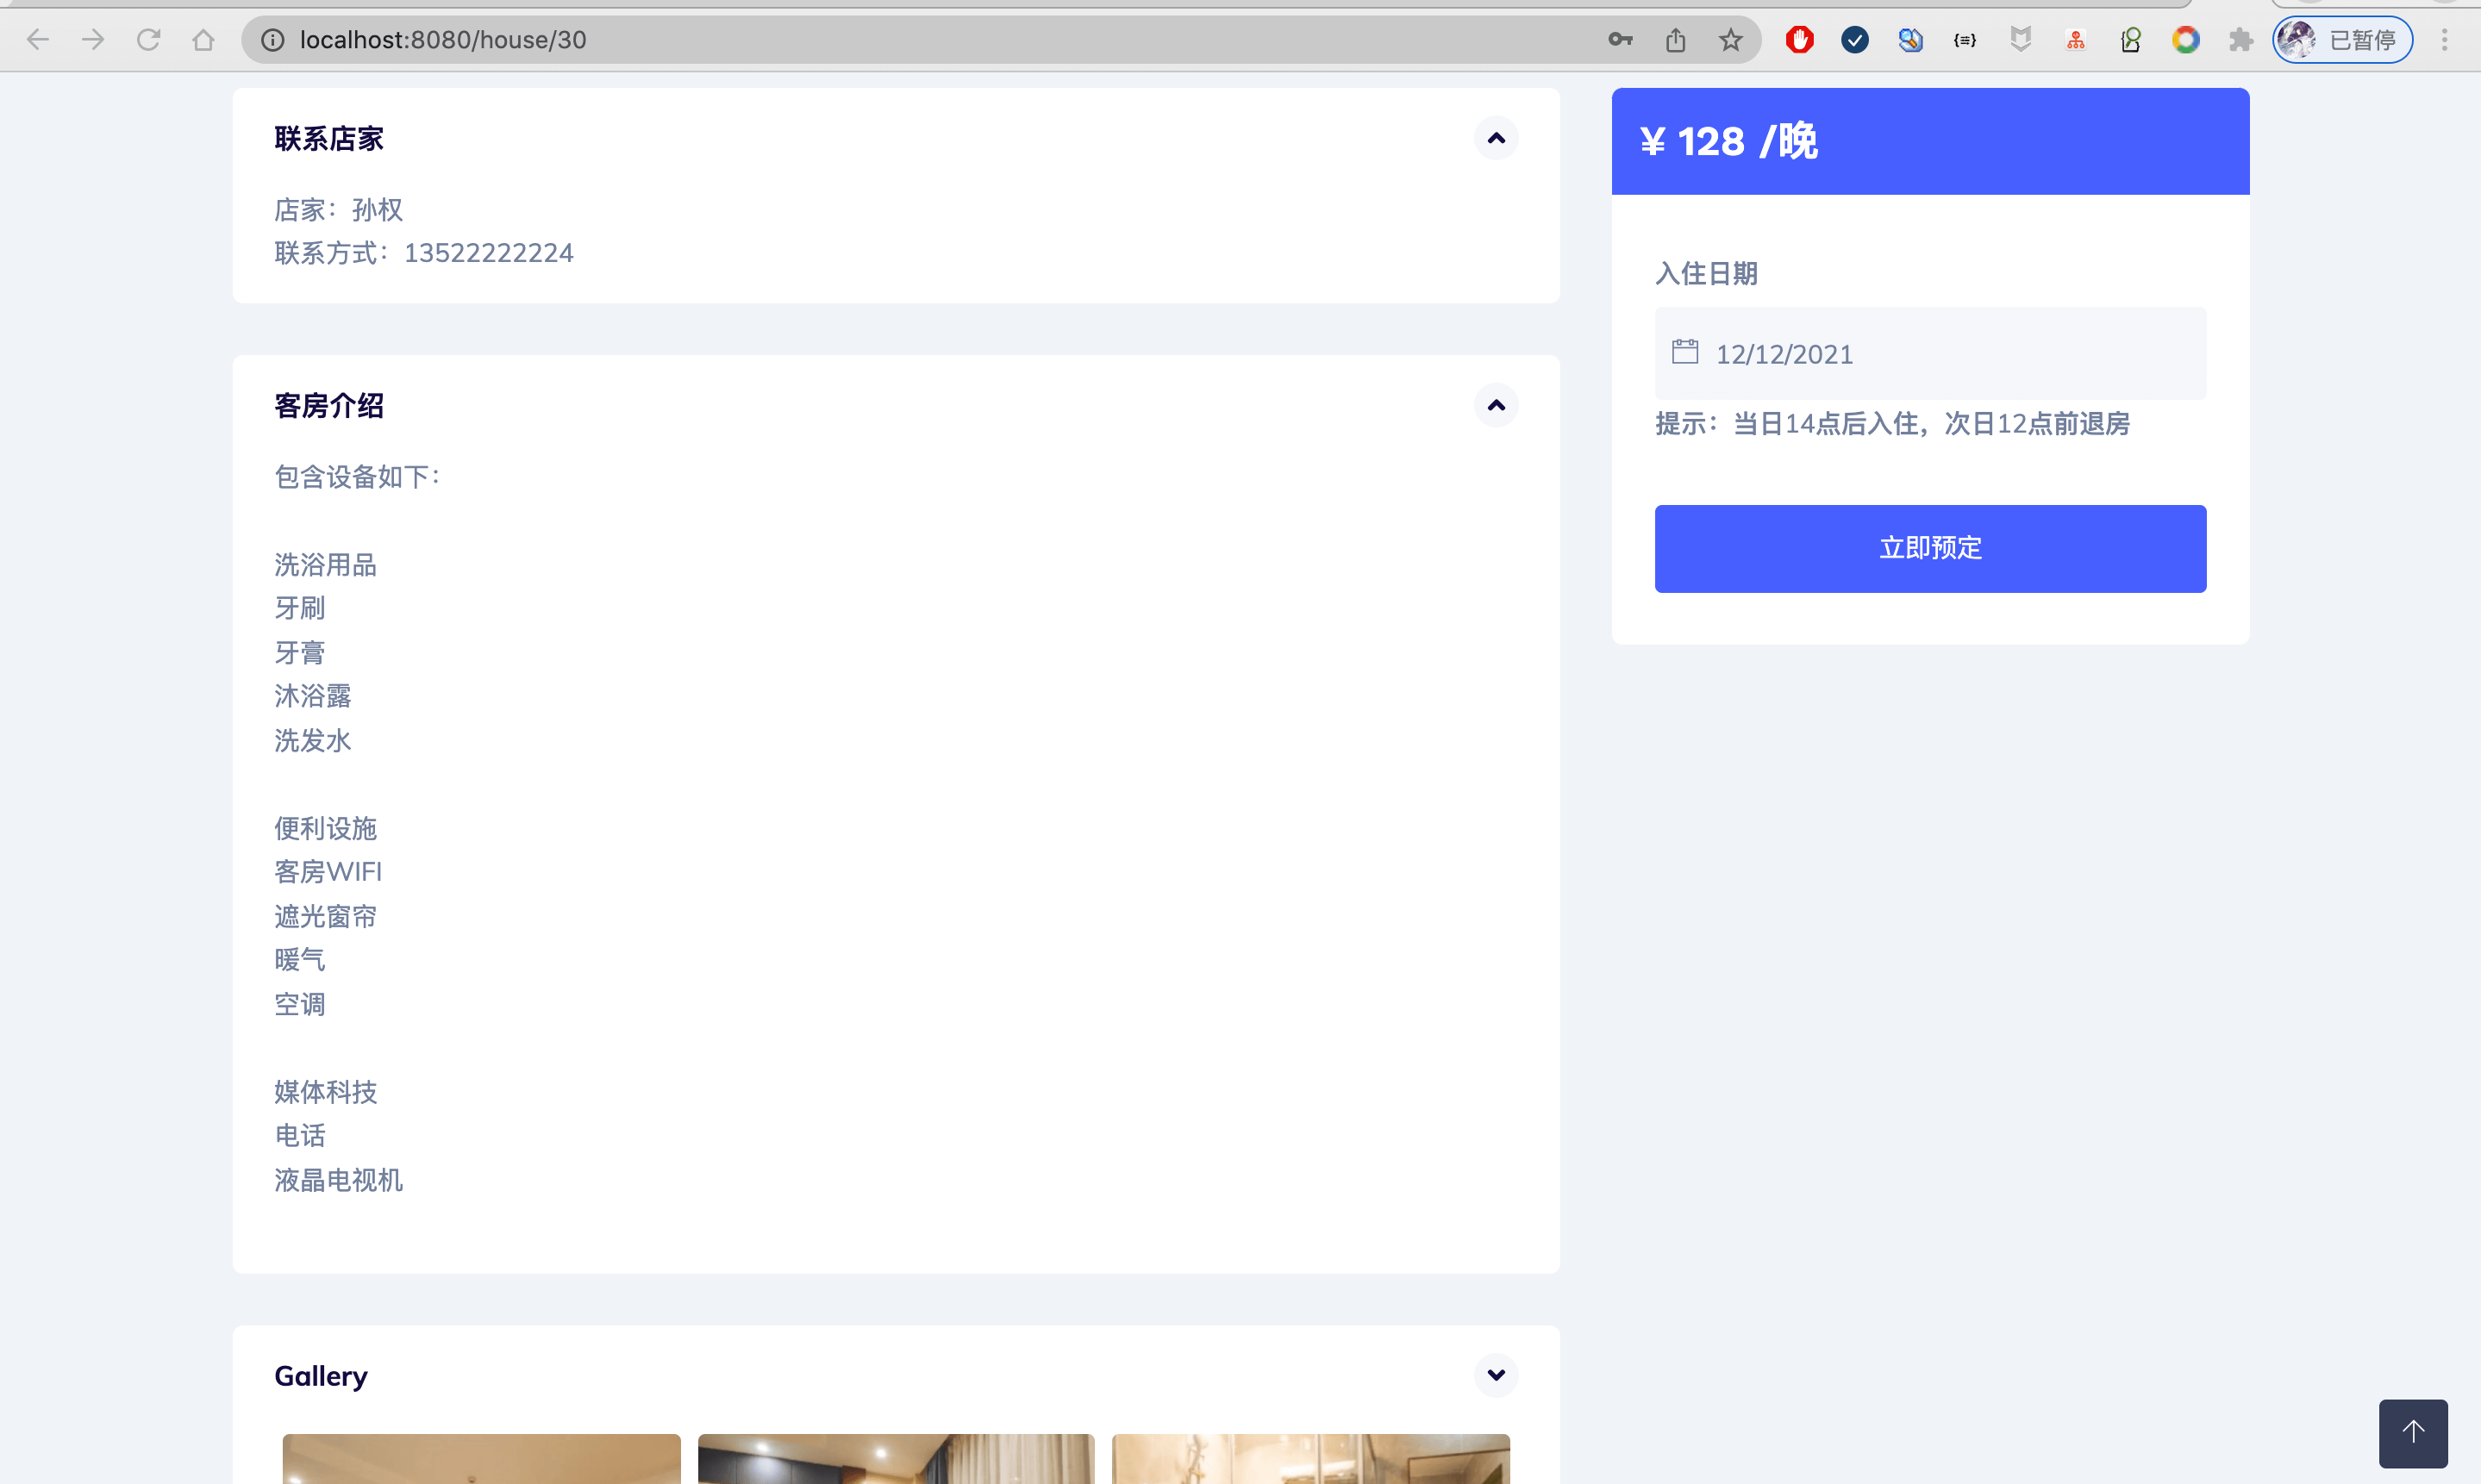 localhost:8080/house/30
已暂停
联系店家
店家：孙权
联系方式：13522222224
客房介绍
包含设备如下：
洗浴用品
牙刷
牙膏
沐浴露
洗发水
便利设施
客房WIFI
遮光窗帘
暖气
空调
媒体科技
电话
液晶电视机
Gallery
¥ 128 /晚
入住日期
12/12/2021
提示：当日14点后入住，次日12点前退房
立即预定